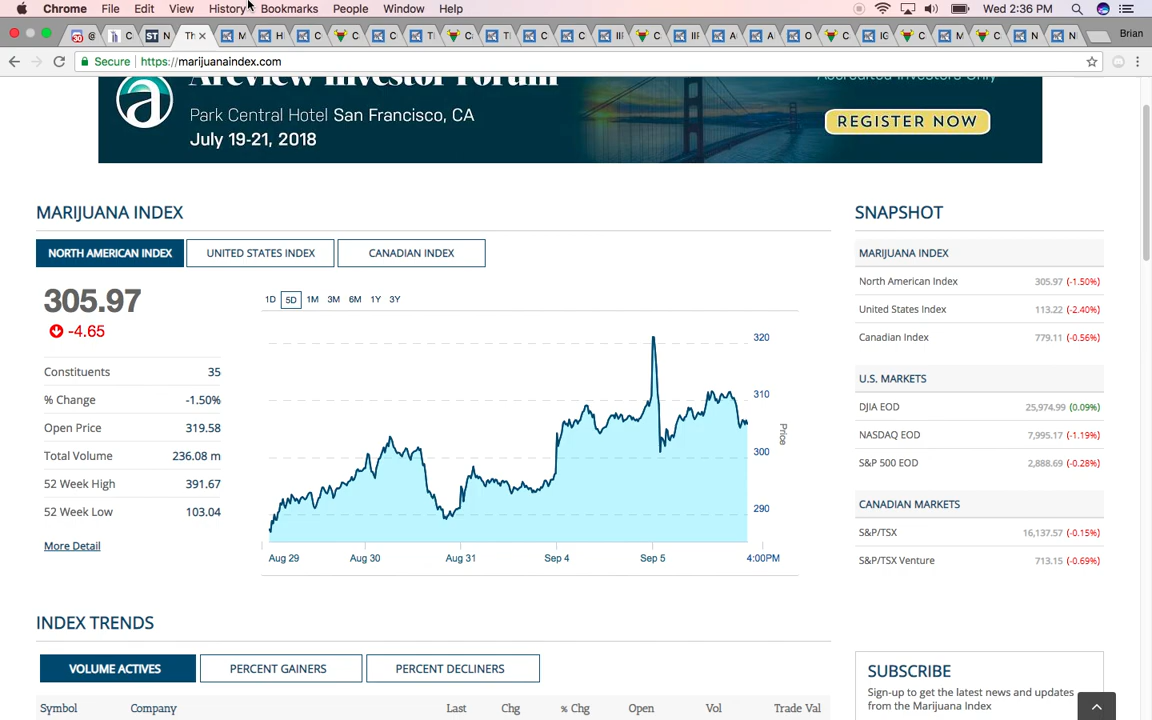 Chrome File Edit View History Bookmarks People Window Help Wed 2:36 PM
Th Brian
Secure https://marijuanaindex.com
Arcview Investor Forum Accredited Investors Only
Park Central Hotel San Francisco, CA
July 19-21, 2018
REGISTER NOW
MARIJUANA INDEX
NORTH AMERICAN INDEX UNITED STATES INDEX CANADIAN INDEX
305.97
-4.65
Constituents 35
% Change -1.50%
Open Price 319.58
Total Volume 236.08 m
52 Week High 391.67
52 Week Low 103.04
More Detail
1D 5D 1M 3M 6M 1Y 3Y
320
310
300
290
Price
Aug 29 Aug 30 Aug 31 Sep 4 Sep 5 4:00PM
SNAPSHOT
MARIJUANA INDEX
North American Index 305.97 (-1.50%)
United States Index 113.22 (-2.40%)
Canadian Index 779.11 (-0.56%)
U.S. MARKETS
DJIA EOD 25,974.99 (0.09%)
NASDAQ EOD 7,995.17 (-1.19%)
S&P 500 EOD 2,888.69 (-0.28%)
CANADIAN MARKETS
S&P/TSX 16,137.57 (-0.15%)
S&P/TSX Venture 713.15 (-0.69%)
INDEX TRENDS
VOLUME ACTIVES PERCENT GAINERS PERCENT DECLINERS
Symbol Company Last Chg % Chg Open Vol Trade Val
SUBSCRIBE
Sign-up to get the latest news and updates
from the Marijuana Index